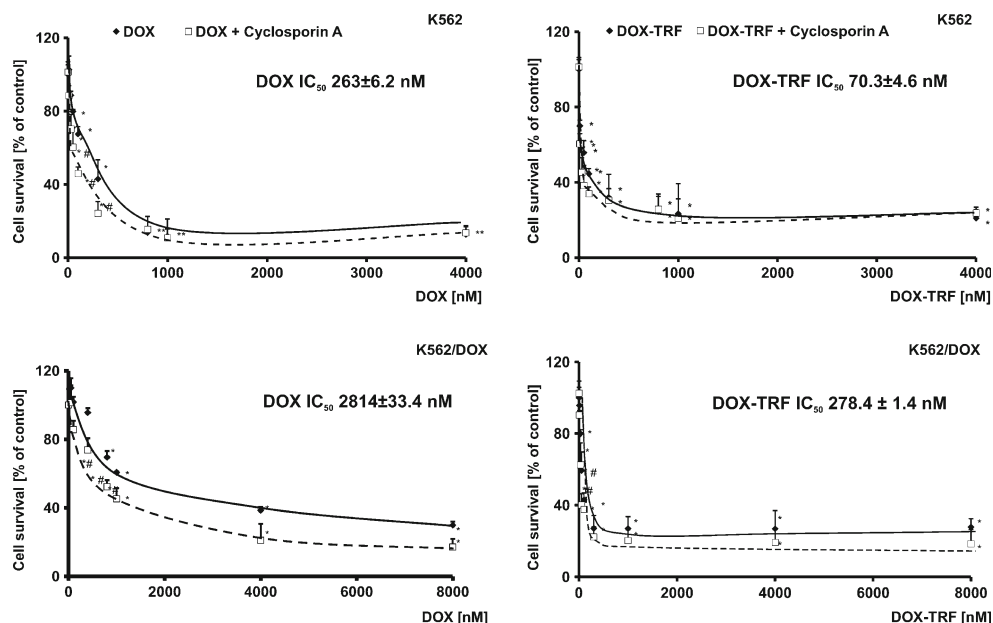 ◆ DOX □ DOX + Cyclosporin A
K562
DOX IC50 263±6.2 nM
Cell survival [% of control]
120
80
40
0
0 1000 2000 3000 4000
DOX [nM]
◆ DOX-TRF □ DOX-TRF + Cyclosporin A
K562
DOX-TRF IC50 70.3±4.6 nM
Cell survival [% of control]
120
80
40
0
0 1000 2000 3000 4000
DOX-TRF [nM]
K562/DOX
DOX IC50 2814±33.4 nM
Cell survival [% of control]
120
80
40
0
0 2000 4000 6000 8000
DOX [nM]
K562/DOX
DOX-TRF IC50 278.4 ± 1.4 nM
Cell survival [% of control]
120
80
40
0
0 2000 4000 6000 8000
DOX-TRF [nM]